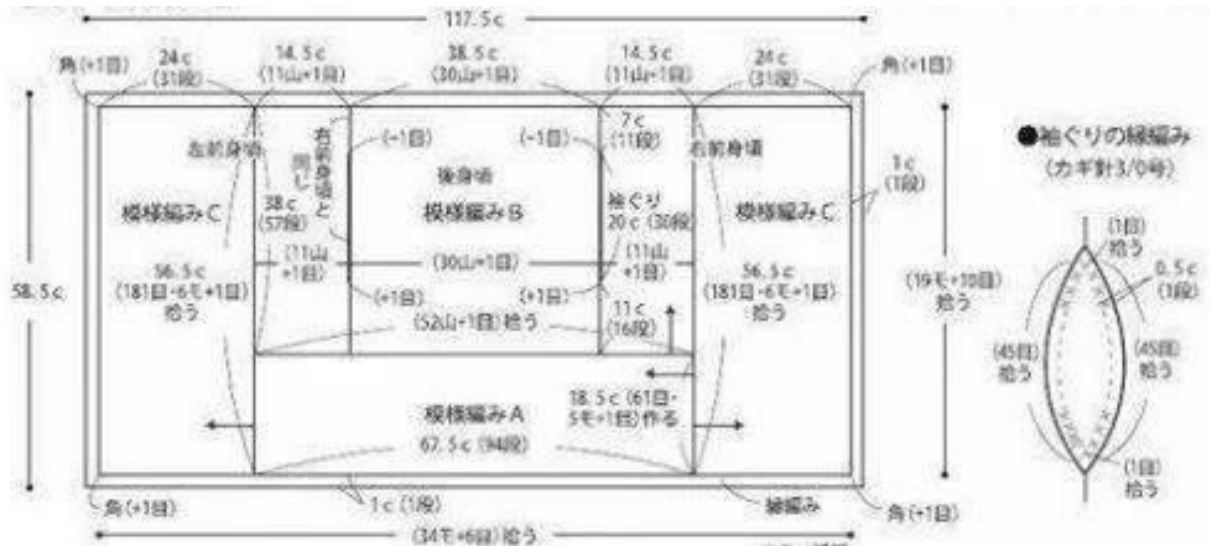 117.5c
24c
(31段)
14.5c
(11山+1目)
38.5c
(30山+1目)
14.5c
(11山+1目)
24c
(31段)
角(+1目)
角(+1目)
7c
(11段)
左前身頃
右前身頃と
同じ
(-1目)
(-1目)
右前身頃
1c
(1段)
後身頃
模様編みC
38c
(57段)
模様編みB
袖ぐり
20c(30段)
模様編みC
(11山
+1目)
(30山+1目)
(11山
+1目)
58.5c
56.5c
(181目・6モ+1目)
拾う
(+1目)
(+1目)
56.5c
(181目・6モ+1目)
拾う
(19モ+10目)
拾う
(52山+1目)拾う
11c
(16段)
模様編みA
18.5c(61目・
5モ+1目)作る
67.5c(94段)
角(+1目)
1c(1段)
縁編み
角(+1目)
(34モ+6目)拾う
●袖ぐりの縁編み
(カギ針3/0号)
(1目)
拾う
0.5c
(1段)
(45目)
拾う
(45目)
拾う
(1目)
拾う